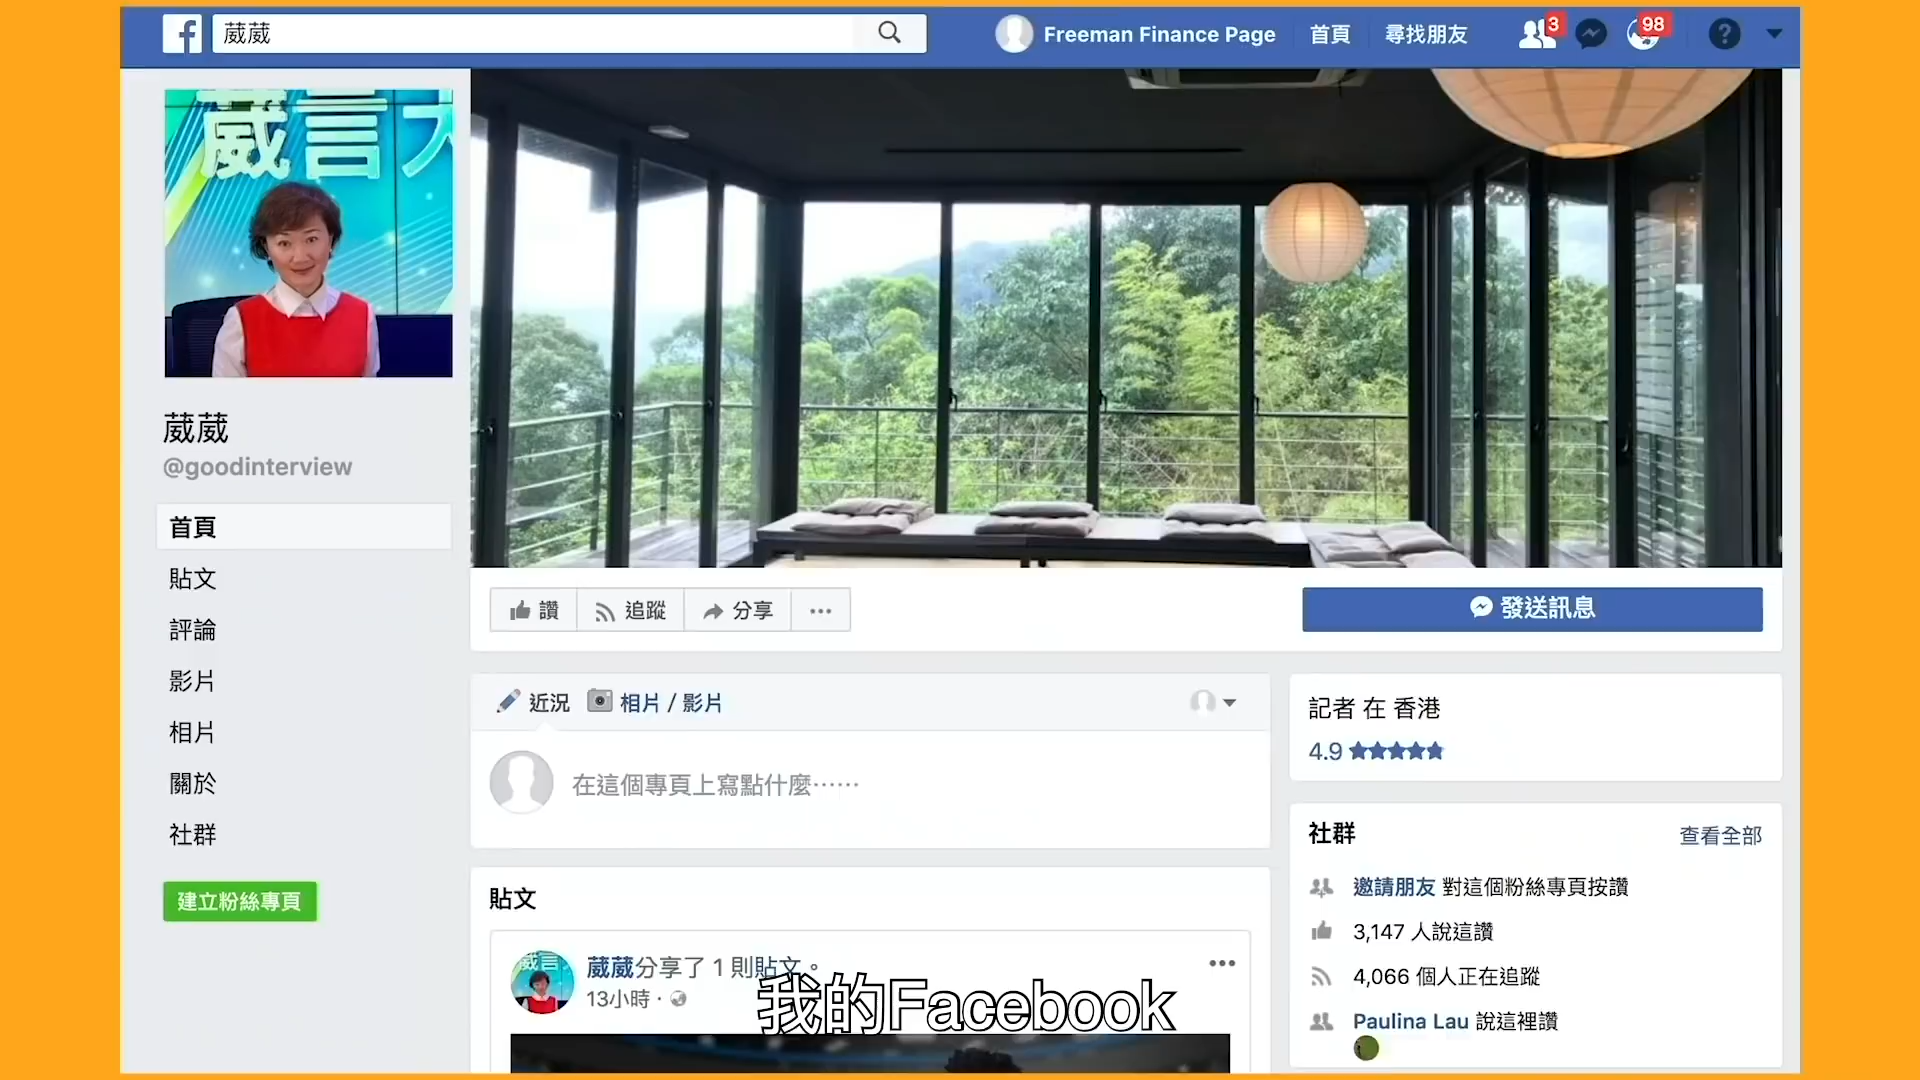 葳葳
Freeman Finance Page
首頁
尋找朋友
3
98
?
葳言
葳葳
@goodinterview
首頁
貼文
評論
影片
相片
關於
社群
建立粉絲專頁
讚
追蹤
分享
發送訊息
近況
相片 / 影片
在這個專頁上寫點什麼……
貼文
葳葳分享了 1 則貼文。
13小時
記者 在 香港
4.9
社群
查看全部
邀請朋友 對這個粉絲專頁按讚
3,147 人說這讚
4,066 個人正在追蹤
Paulina Lau 說這裡讚
我的Facebook